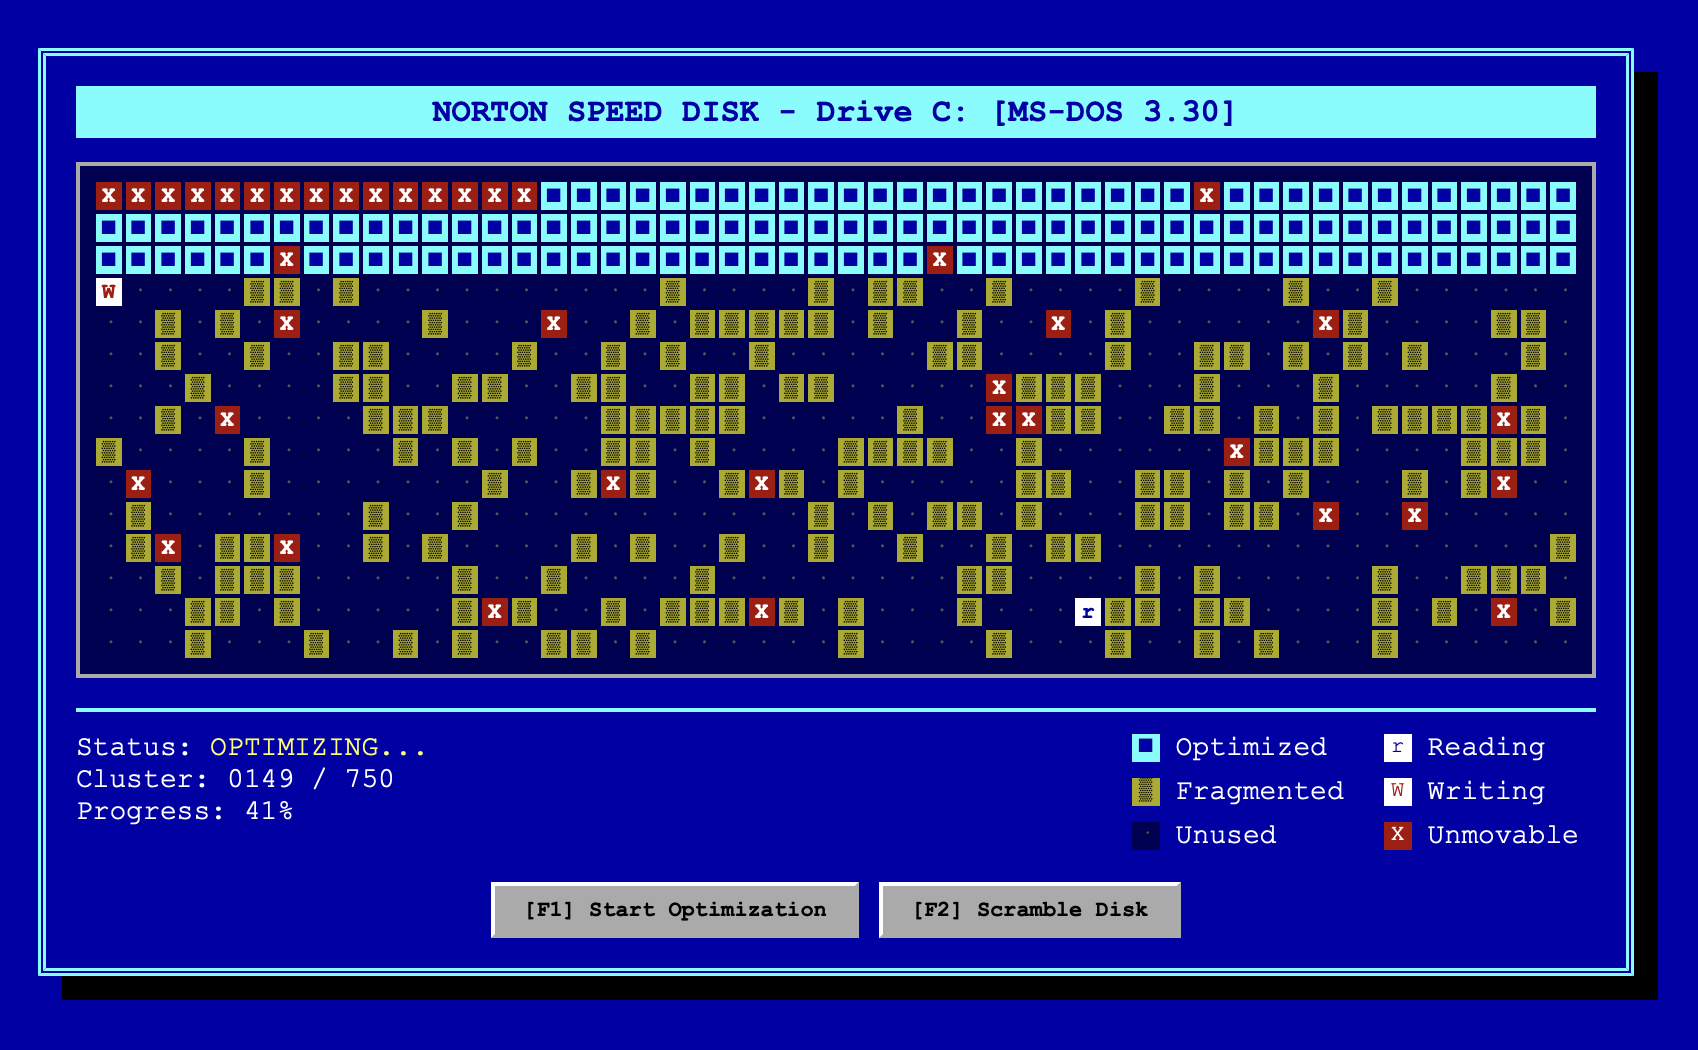 NORTON SPEED DISK - Drive C: [MS-DOS 3.30]
X X X X X X X X X X X X X X X X
X X
W
X X X X
X
X X X X
X
X X X X
X X
X X
r
X X X
Status: OPTIMIZING...
Cluster: 0149 / 750
Progress: 41%
Optimized
r Reading
Fragmented
W Writing
Unused
X Unmovable
[F1] Start Optimization
[F2] Scramble Disk